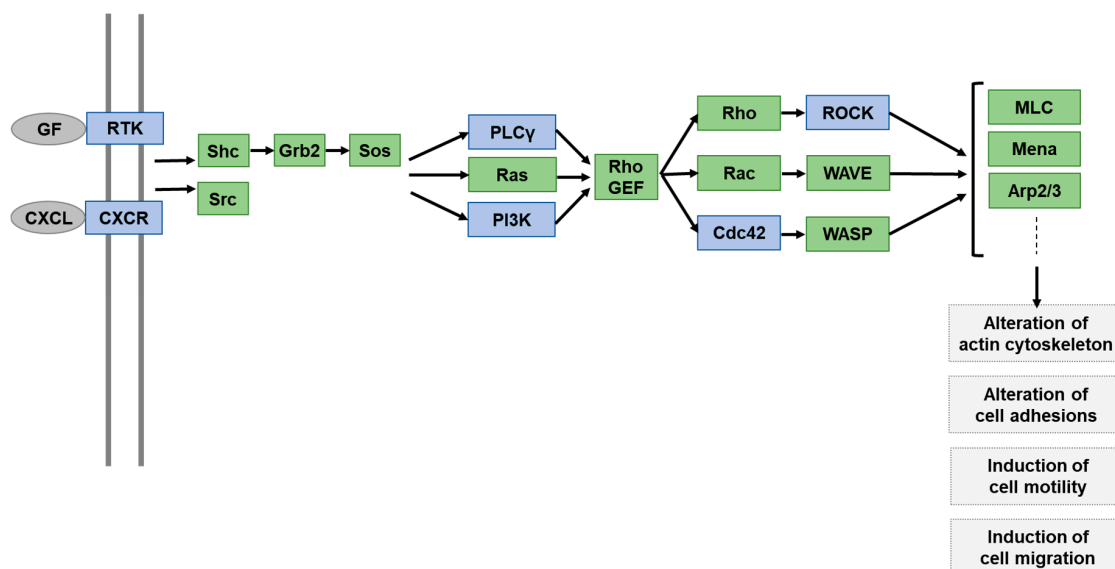 GF
RTK
CXCL
CXCR
Shc
Grb2
Sos
Src
PLCγ
Ras
PI3K
Rho
GEF
Rho
ROCK
Rac
WAVE
Cdc42
WASP
MLC
Mena
Arp2/3
Alteration of
actin cytoskeleton
Alteration of
cell adhesions
Induction of
cell motility
Induction of
cell migration